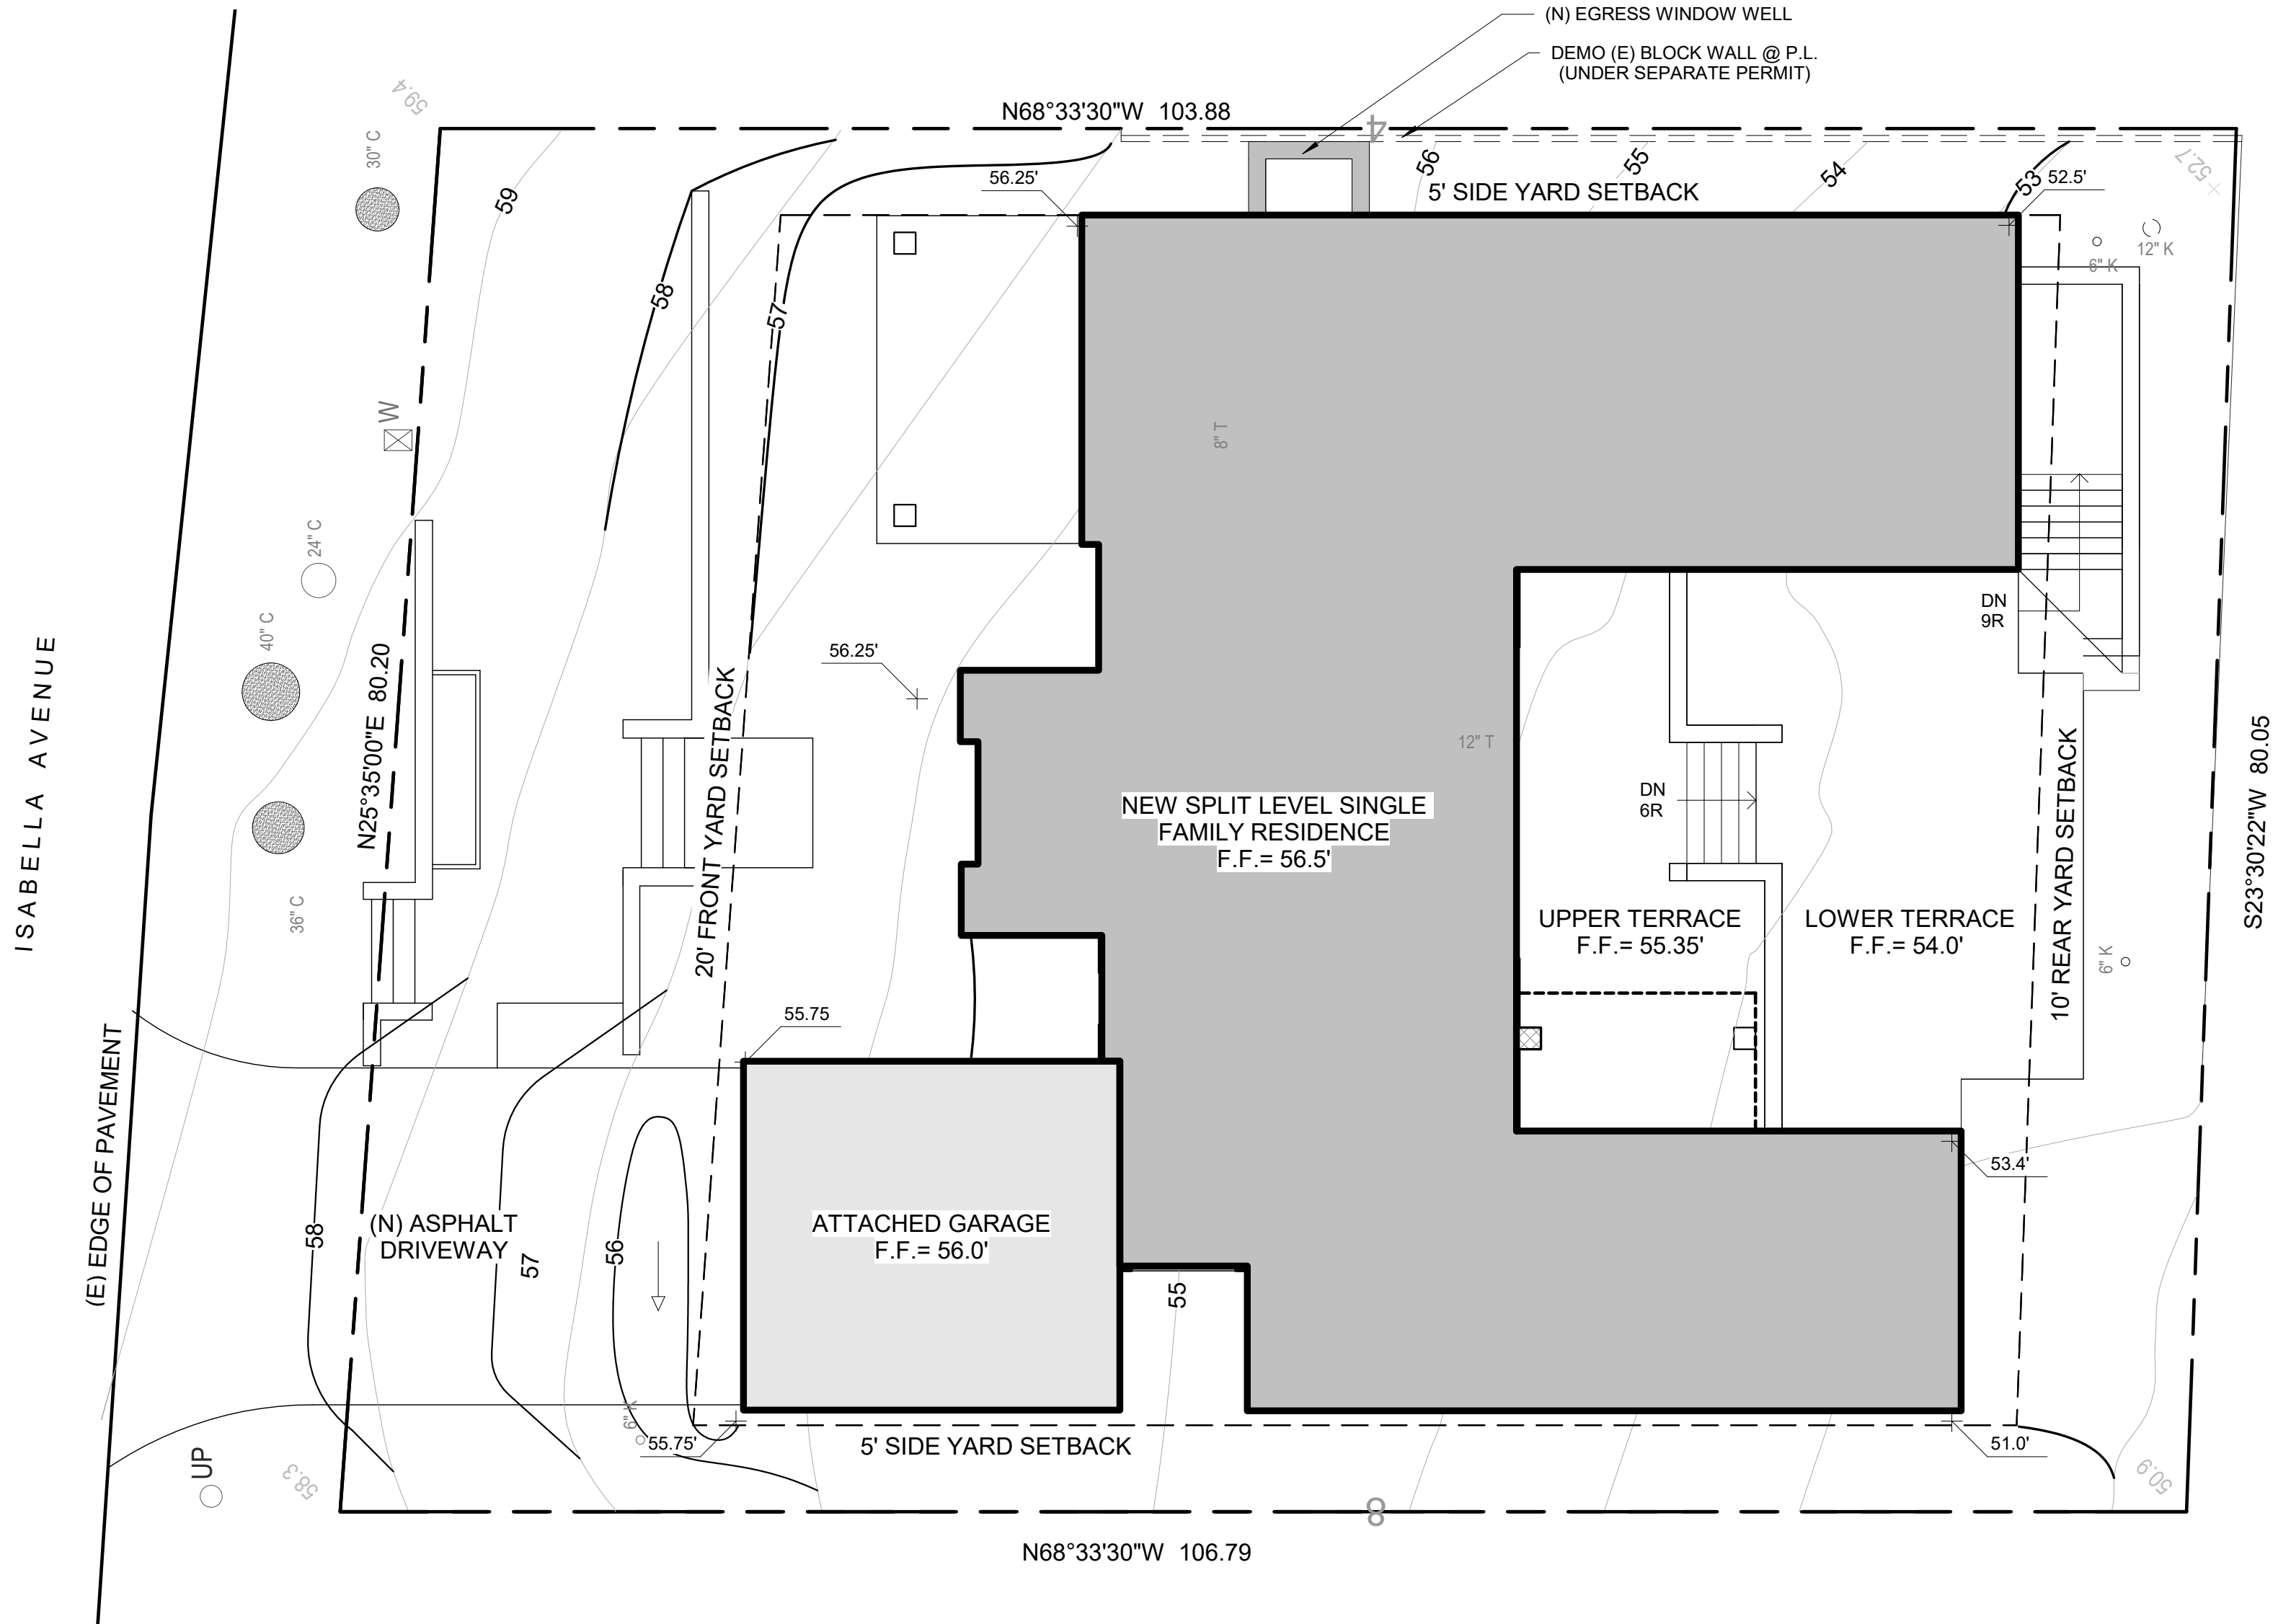 (N) EGRESS WINDOW WELL
DEMO (E) BLOCK WALL @ P.L.
(UNDER SEPARATE PERMIT)
59.4
N68°33'30"W 103.88
4
30" C
59
56.25'
56
55
54
53
52.5'
52.7
5' SIDE YARD SETBACK
6" K
12" K
58
57
W
8" T
24" C
40" C
DN
9R
ISABELLA AVENUE
N25°35'00"E 80.20
56.25'
20' FRONT YARD SETBACK
12" T
DN
6R
10' REAR YARD SETBACK
S23°30'22"W 80.05
NEW SPLIT LEVEL SINGLE
FAMILY RESIDENCE
F.F.= 56.5'
36" C
UPPER TERRACE
F.F.= 55.35'
LOWER TERRACE
F.F.= 54.0'
6" K
55.75
(E) EDGE OF PAVEMENT
53.4'
58
(N) ASPHALT
DRIVEWAY
57
56
ATTACHED GARAGE
F.F.= 56.0'
55
6" K
55.75'
5' SIDE YARD SETBACK
51.0'
UP
58.3
50.9
8
N68°33'30"W 106.79